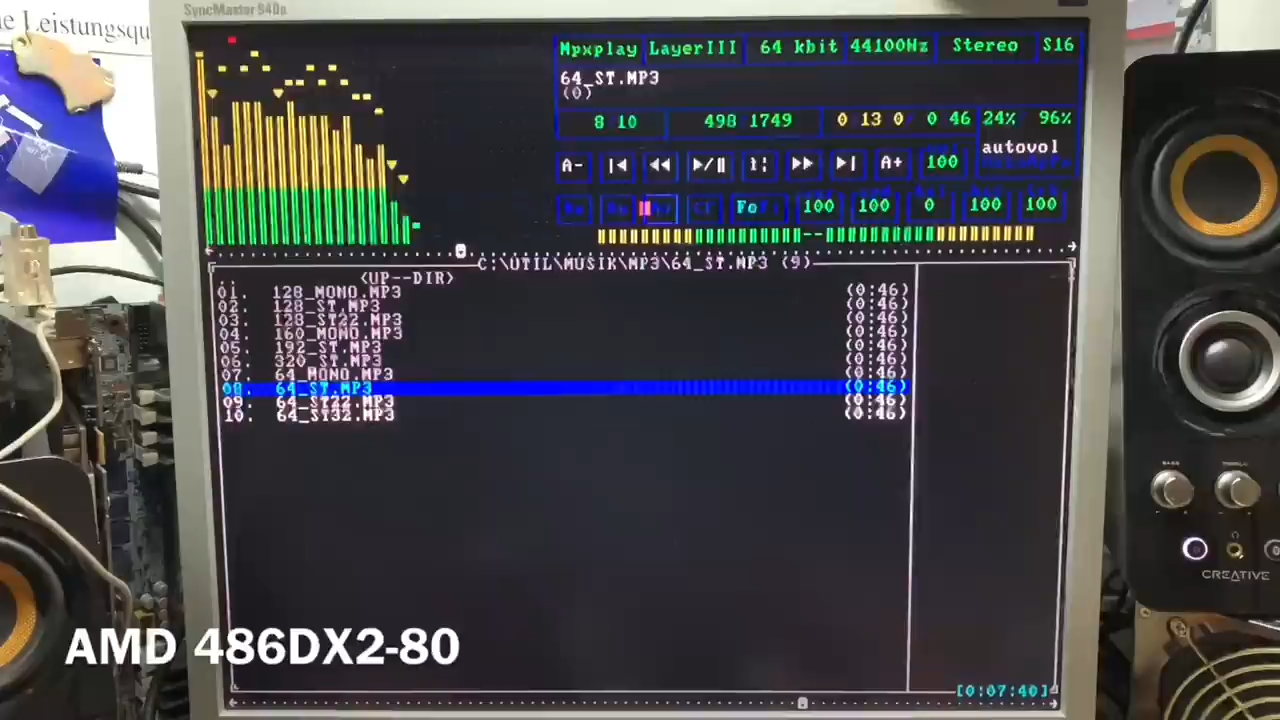 SyncMaster 940n
e Leistungsqu
Mpxplay LayerIII 64 kbit 44100Hz Stereo S16
64_ST.MP3
(0)
8 10 498 1749 0 13 0 0 46 24% 96%
autovol
A- A+ 100
Fo 100 100 0 100 100
C:\UTIL\MUSIK\MP3\64_ST.MP3 (9)
.. <UP--DIR>
01. 128_MONO.MP3 (0:46)
02. 128_ST.MP3 (0:46)
03. 128_ST22.MP3 (0:46)
04. 160_MONO.MP3 (0:46)
05. 192_ST.MP3 (0:46)
06. 320_ST.MP3 (0:46)
07. 64_MONO.MP3 (0:46)
08. 64_ST.MP3 (0:46)
09. 64_ST22.MP3 (0:46)
10. 64_ST32.MP3 (0:46)
[0:07:40]
BASS TREBLE
CREATIVE
AMD 486DX2-80